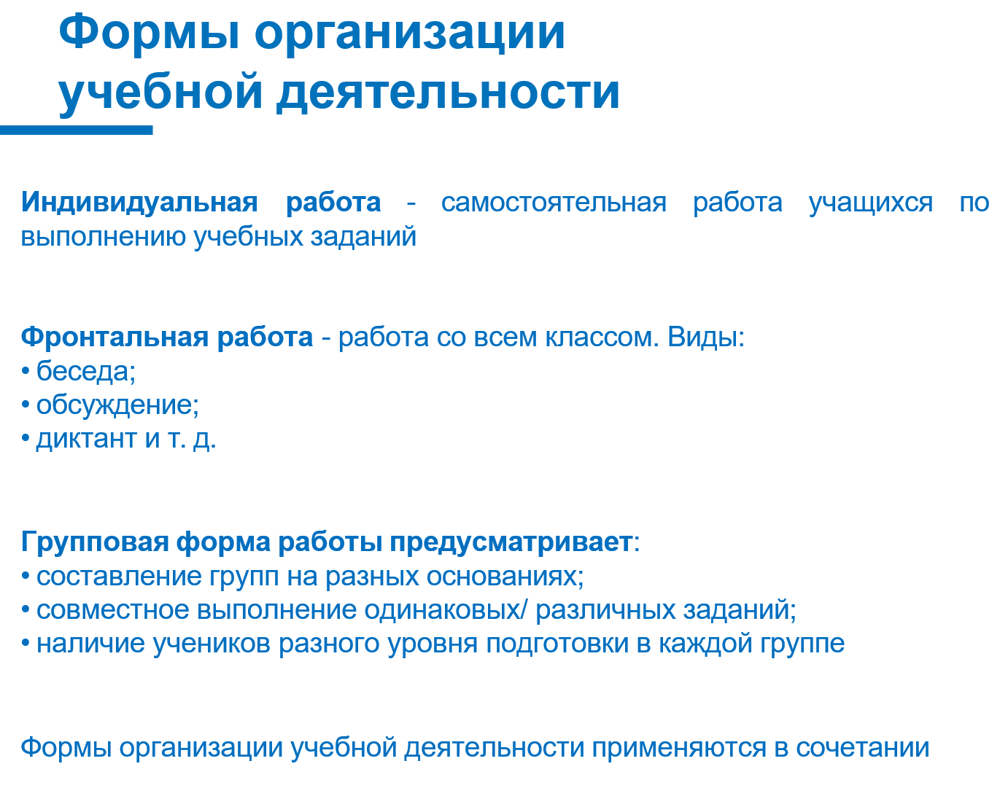 Формы организации
учебной деятельности
Индивидуальная работа - самостоятельная работа учащихся по
выполнению учебных заданий
Фронтальная работа - работа со всем классом. Виды:
• беседа;
• обсуждение;
• диктант и т. д.
Групповая форма работы предусматривает:
• составление групп на разных основаниях;
• совместное выполнение одинаковых/ различных заданий;
• наличие учеников разного уровня подготовки в каждой группе
Формы организации учебной деятельности применяются в сочетании